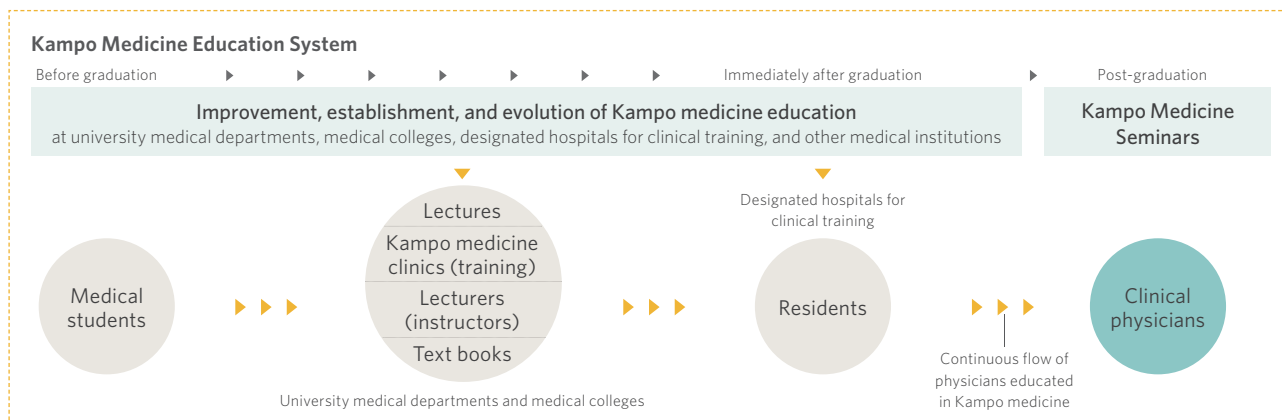 Kampo Medicine Education System
Before graduation
Immediately after graduation
Post-graduation
Improvement, establishment, and evolution of Kampo medicine education
at university medical departments, medical colleges, designated hospitals for clinical training, and other medical institutions
Kampo Medicine
Seminars
Medical
students
Lectures
Kampo medicine
clinics (training)
Lecturers
(instructors)
Text books
University medical departments and medical colleges
Designated hospitals for
clinical training
Residents
Continuous flow of
physicians educated
in Kampo medicine
Clinical
physicians